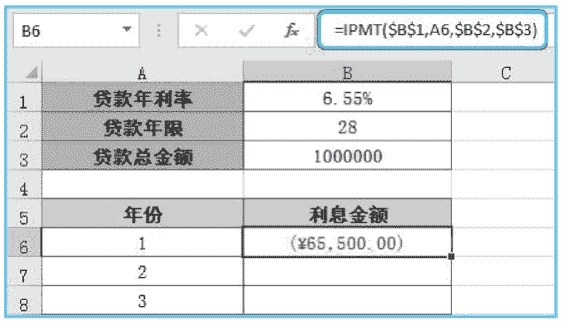 B6 fx =IPMT($B$1,A6,$B$2,$B$3)
A B C
1 贷款年利率 6.55%
2 贷款年限 28
3 贷款总金额 1000000
4
5 年份 利息金额
6 1 (¥65,500.00)
7 2
8 3